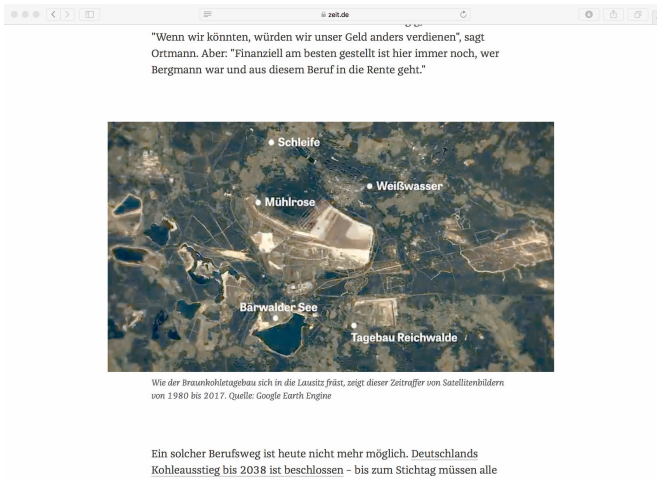 zeit.de
"Wenn wir könnten, würden wir unser Geld anders verdienen", sagt
Ortmann. Aber: "Finanziell am besten gestellt ist hier immer noch, wer
Bergmann war und aus diesem Beruf in die Rente geht."
Schleife
Weißwasser
Mühlrose
Bärwalder See
Tagebau Reichwalde
Wie der Braunkohletagebau sich in die Lausitz fräst, zeigt dieser Zeitraffer von Satellitenbildern
von 1980 bis 2017. Quelle: Google Earth Engine
Ein solcher Berufsweg ist heute nicht mehr möglich. Deutschlands
Kohleausstieg bis 2038 ist beschlossen – bis zum Stichtag müssen alle